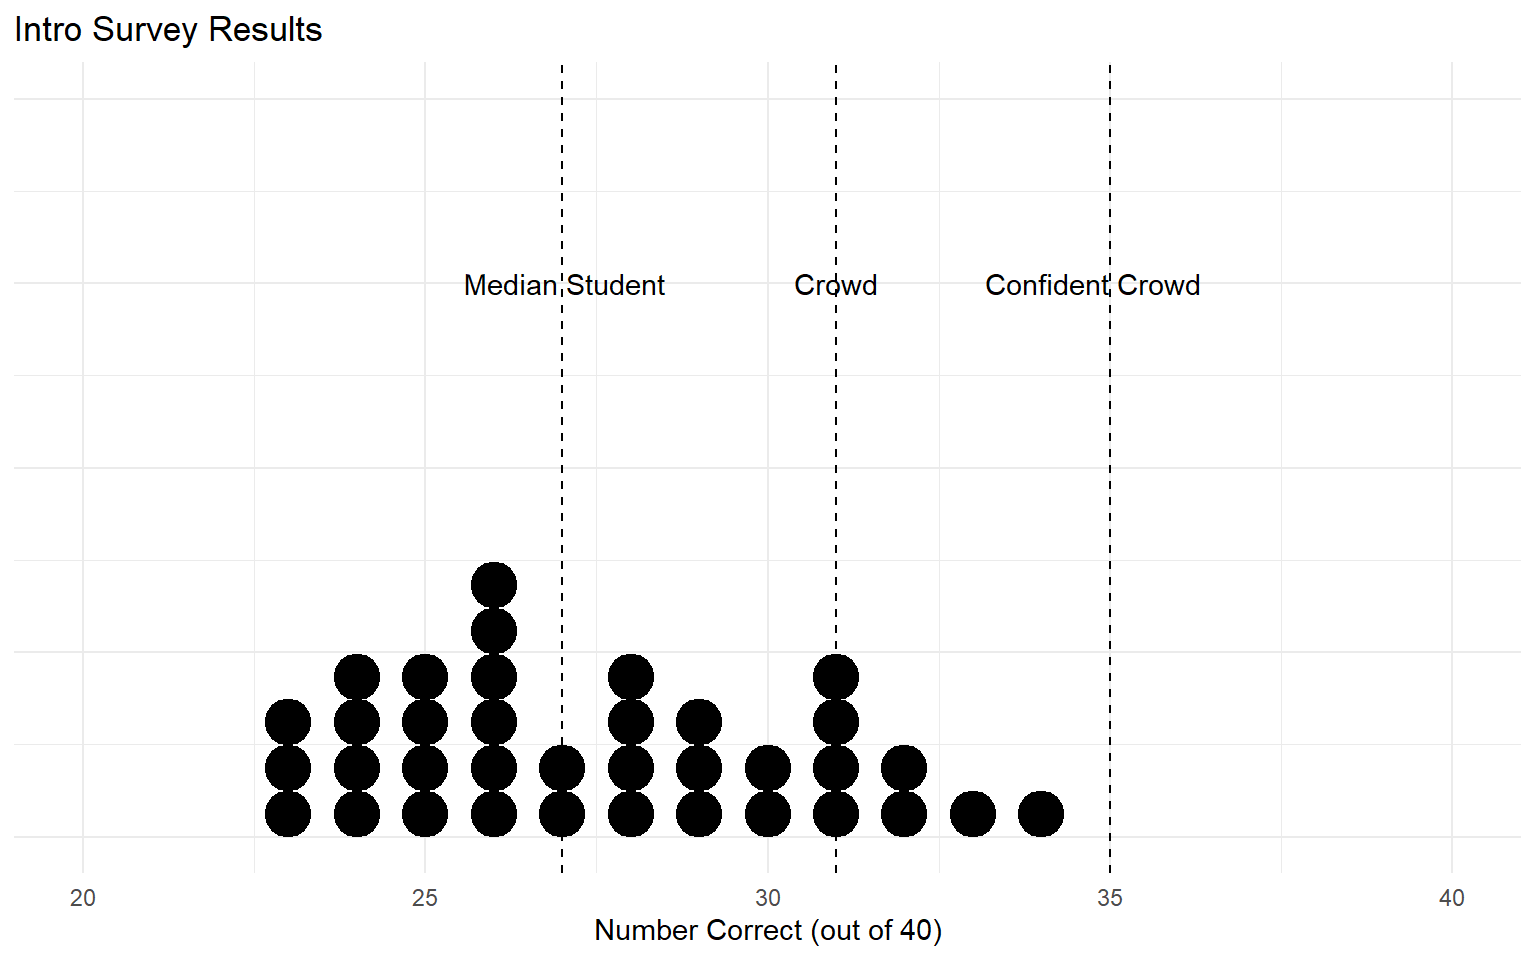 Intro Survey Results
Median Student
Crowd
Confident Crowd
20
25
30
35
40
Number Correct (out of 40)